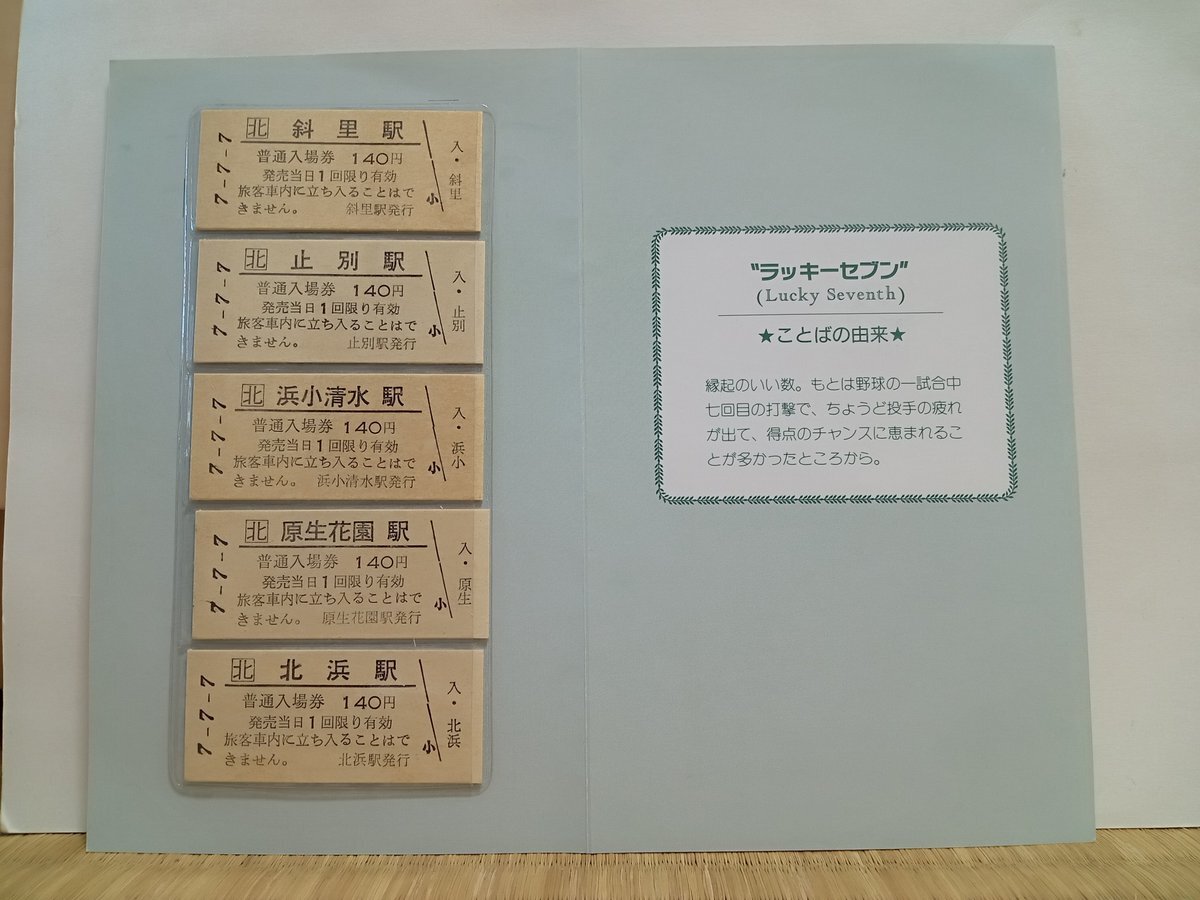 北 斜里駅
普通入場券 140円
発売当日1回限り有効
旅客車内に立ち入ることはで
きません。 斜里駅発行
7-7-7
小
入・斜里
北 止別駅
普通入場券 140円
発売当日1回限り有効
旅客車内に立ち入ることはで
きません。 止別駅発行
7-7-7
小
入・止別
北 浜小清水駅
普通入場券 140円
発売当日1回限り有効
旅客車内に立ち入ることはで
きません。 浜小清水駅発行
7-7-7
小
入・浜小
北 原生花園駅
普通入場券 140円
発売当日1回限り有効
旅客車内に立ち入ることはで
きません。 原生花園駅発行
7-7-7
小
入・原生
北 北浜駅
普通入場券 140円
発売当日1回限り有効
旅客車内に立ち入ることはで
きません。 北浜駅発行
7-7-7
小
入・北浜
"ラッキーセブン"
(Lucky Seventh)
★ことばの由来★
縁起のいい数。もとは野球の一試合中
七回目の打撃で、ちょうど投手の疲れ
が出て、得点のチャンスに恵まれるこ
とが多かったところから。